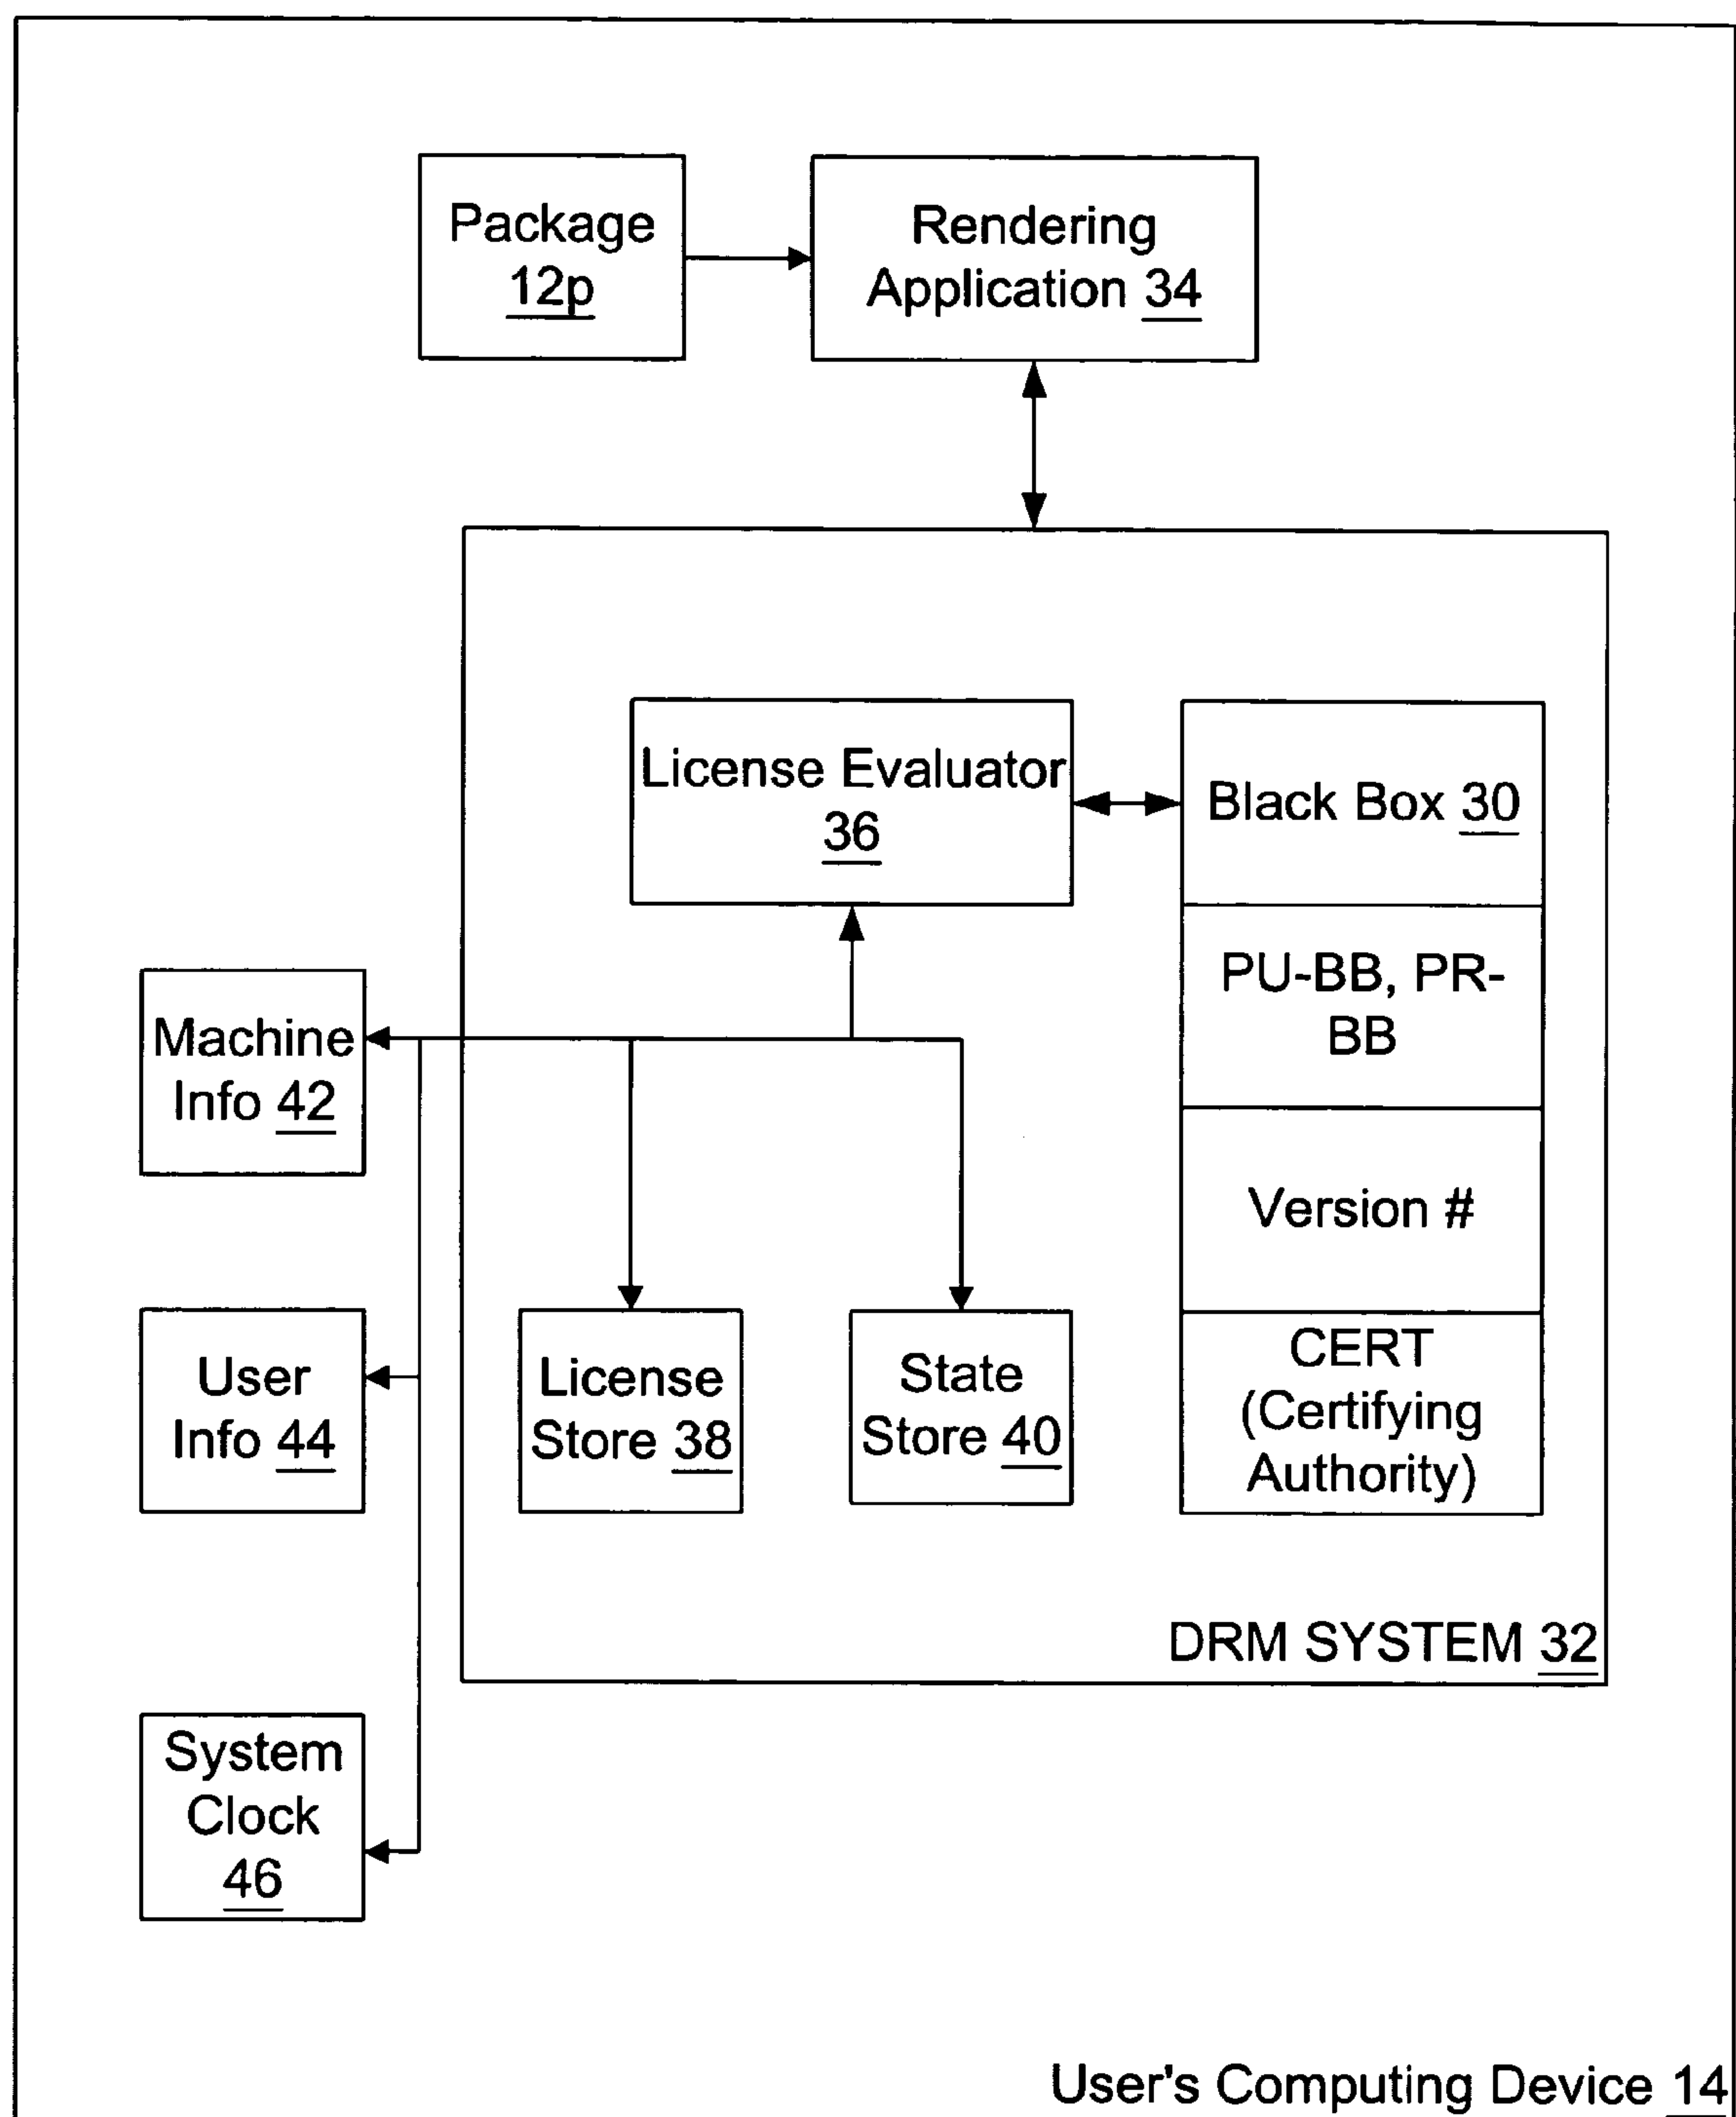 Package
12p
Rendering
Application 34
License Evaluator
36
Black Box 30
PU-BB, PR-
BB
Version #
CERT
(Certifying
Authority)
Machine
Info 42
User
Info 44
License
Store 38
State
Store 40
DRM SYSTEM 32
System
Clock
46
User's Computing Device 14